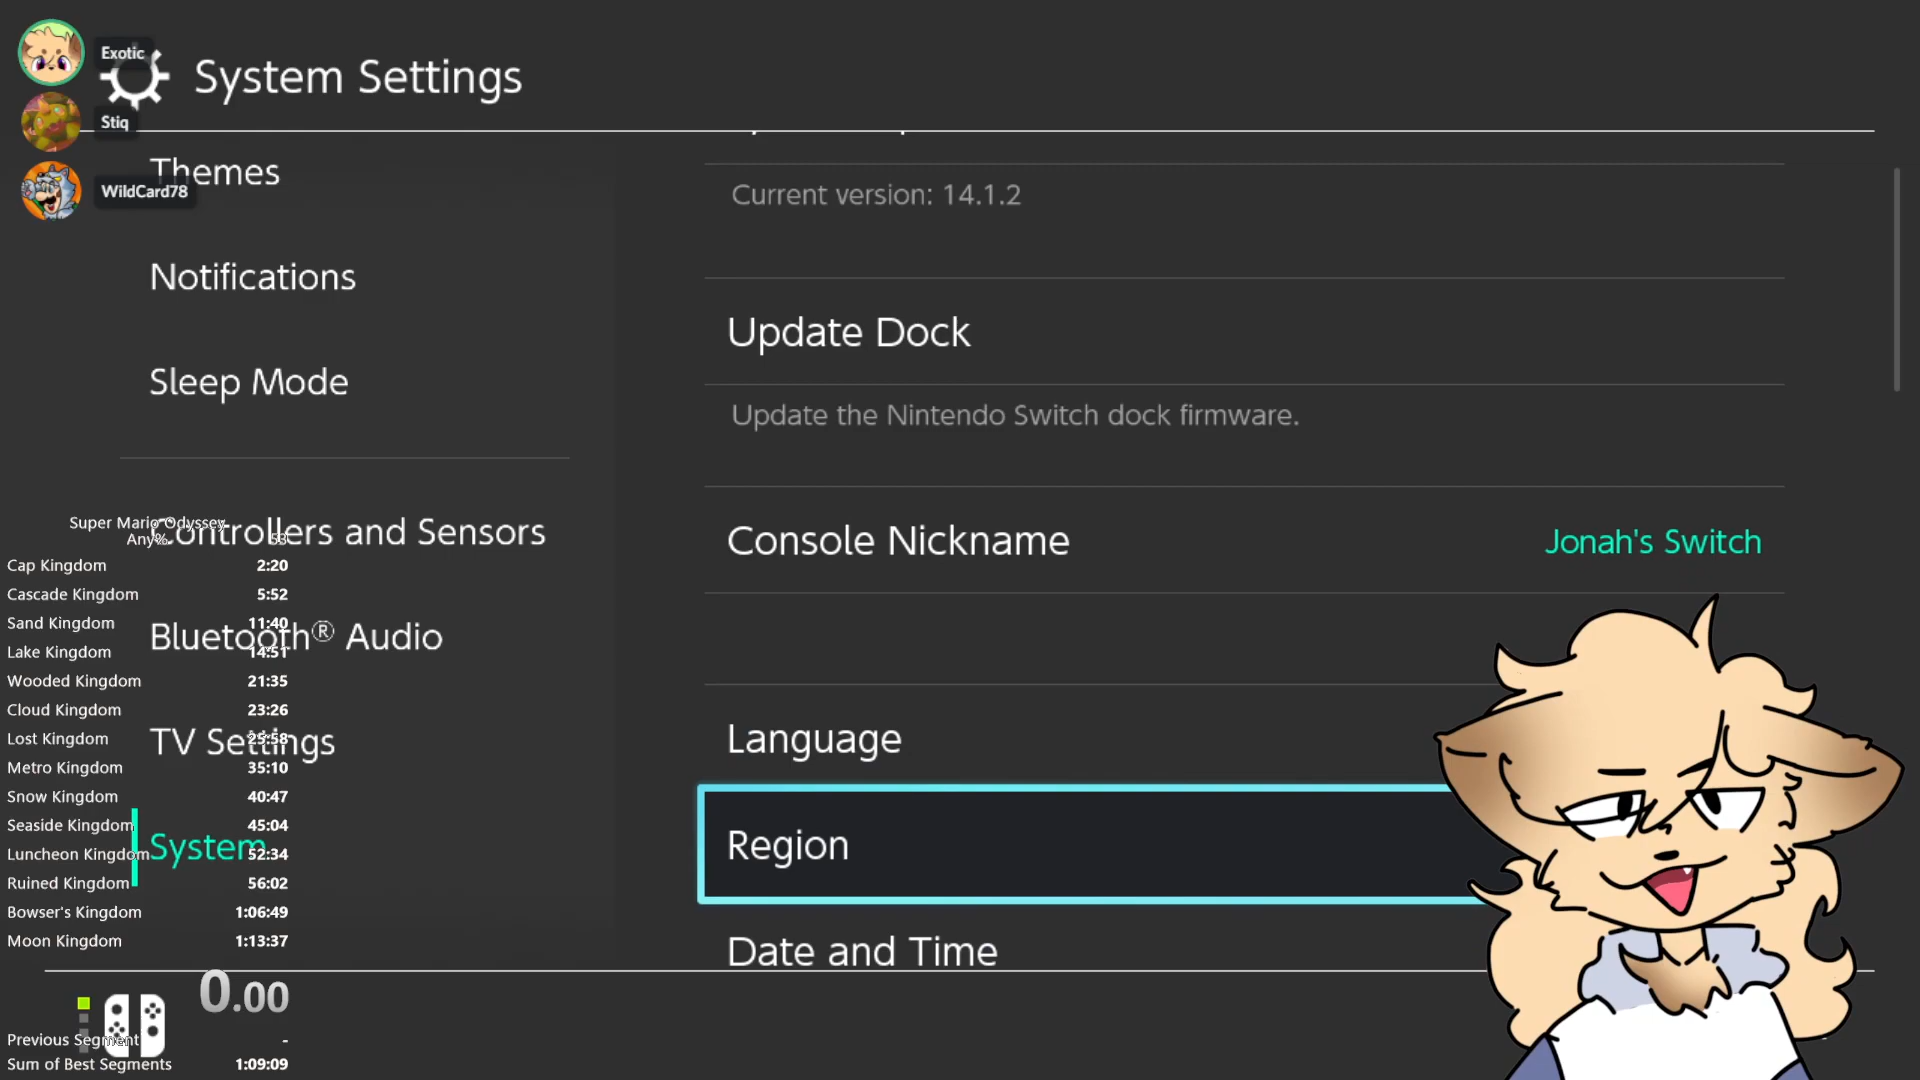 Exotic
System Settings
Stiq
WildCard78
Themes
Notifications
Sleep Mode
Controllers and Sensors
Bluetooth® Audio
TV Settings
System
Current version: 14.1.2
Update Dock
Update the Nintendo Switch dock firmware.
Console Nickname Jonah's Switch
Language
Region
Date and Time
Super Mario Odyssey
Any% 53
Cap Kingdom 2:20
Cascade Kingdom 5:52
Sand Kingdom 11:40
Lake Kingdom 14:51
Wooded Kingdom 21:35
Cloud Kingdom 23:26
Lost Kingdom 25:58
Metro Kingdom 35:10
Snow Kingdom 40:47
Seaside Kingdom 45:04
Luncheon Kingdom 52:34
Ruined Kingdom 56:02
Bowser's Kingdom 1:06:49
Moon Kingdom 1:13:37
0.00
Previous Segment -
Sum of Best Segments 1:09:09